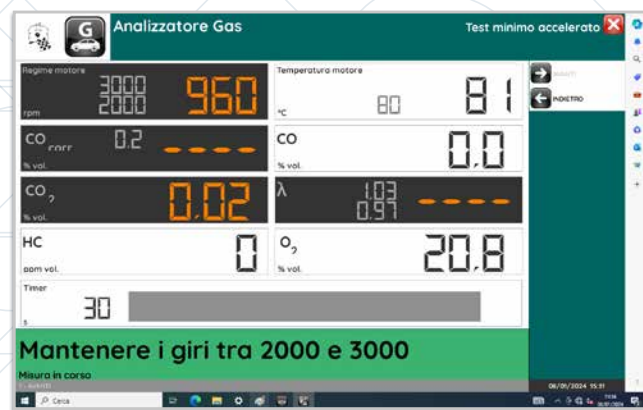 G Analizzatore Gas
Test minimo accelerato
Regime motore
3000
2000
960
rpm
Temperatura motore
80
81
°C
CO corr
0.2
----
% vol.
CO
0.0
% vol.
CO2
0.02
% vol.
λ
1.03
0.97
----
HC
0
ppm vol.
O2
20.8
% vol.
Timer
30
s
AVANTI
INDIETRO
Mantenere i giri tra 2000 e 3000
Misura in corso
08/01/2024 15:31
Cerca